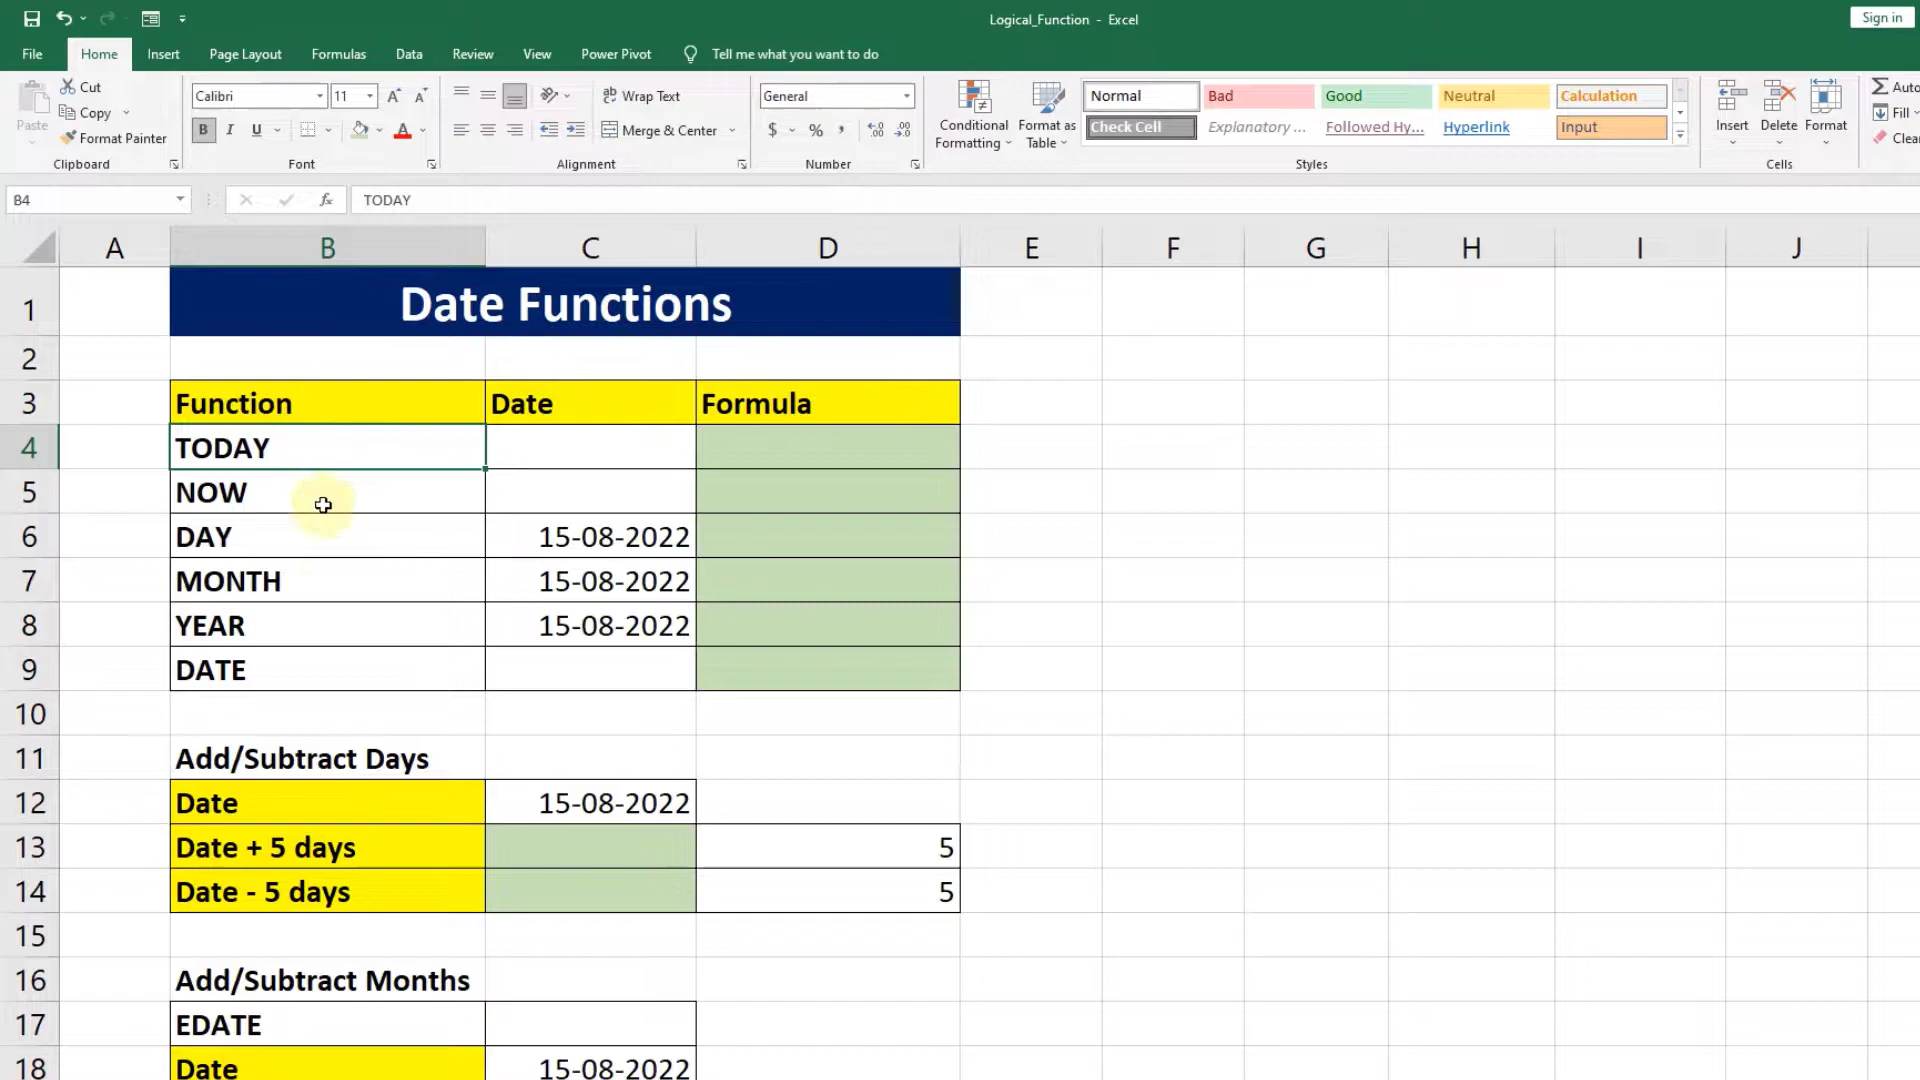 Logical_Function - Excel
Sign in
File Home Insert Page Layout Formulas Data Review View Power Pivot Tell me what you want to do
Paste
Cut
Copy
Format Painter
Clipboard
Calibri 11
B I U
Font
Wrap Text
Merge & Center
Alignment
General
$ % ,
Number
Conditional Formatting
Format as Table
Normal Bad Good Neutral Calculation
Check Cell Explanatory ... Followed Hy... Hyperlink Input
Styles
Insert Delete Format
Cells
Auto
Fill
Clea
B4 fx TODAY
A B C D E F G H I J
1 Date Functions
2
3 Function Date Formula
4 TODAY
5 NOW
6 DAY 15-08-2022
7 MONTH 15-08-2022
8 YEAR 15-08-2022
9 DATE
10
11 Add/Subtract Days
12 Date 15-08-2022
13 Date + 5 days 5
14 Date - 5 days 5
15
16 Add/Subtract Months
17 EDATE
18 Date 15-08-2022